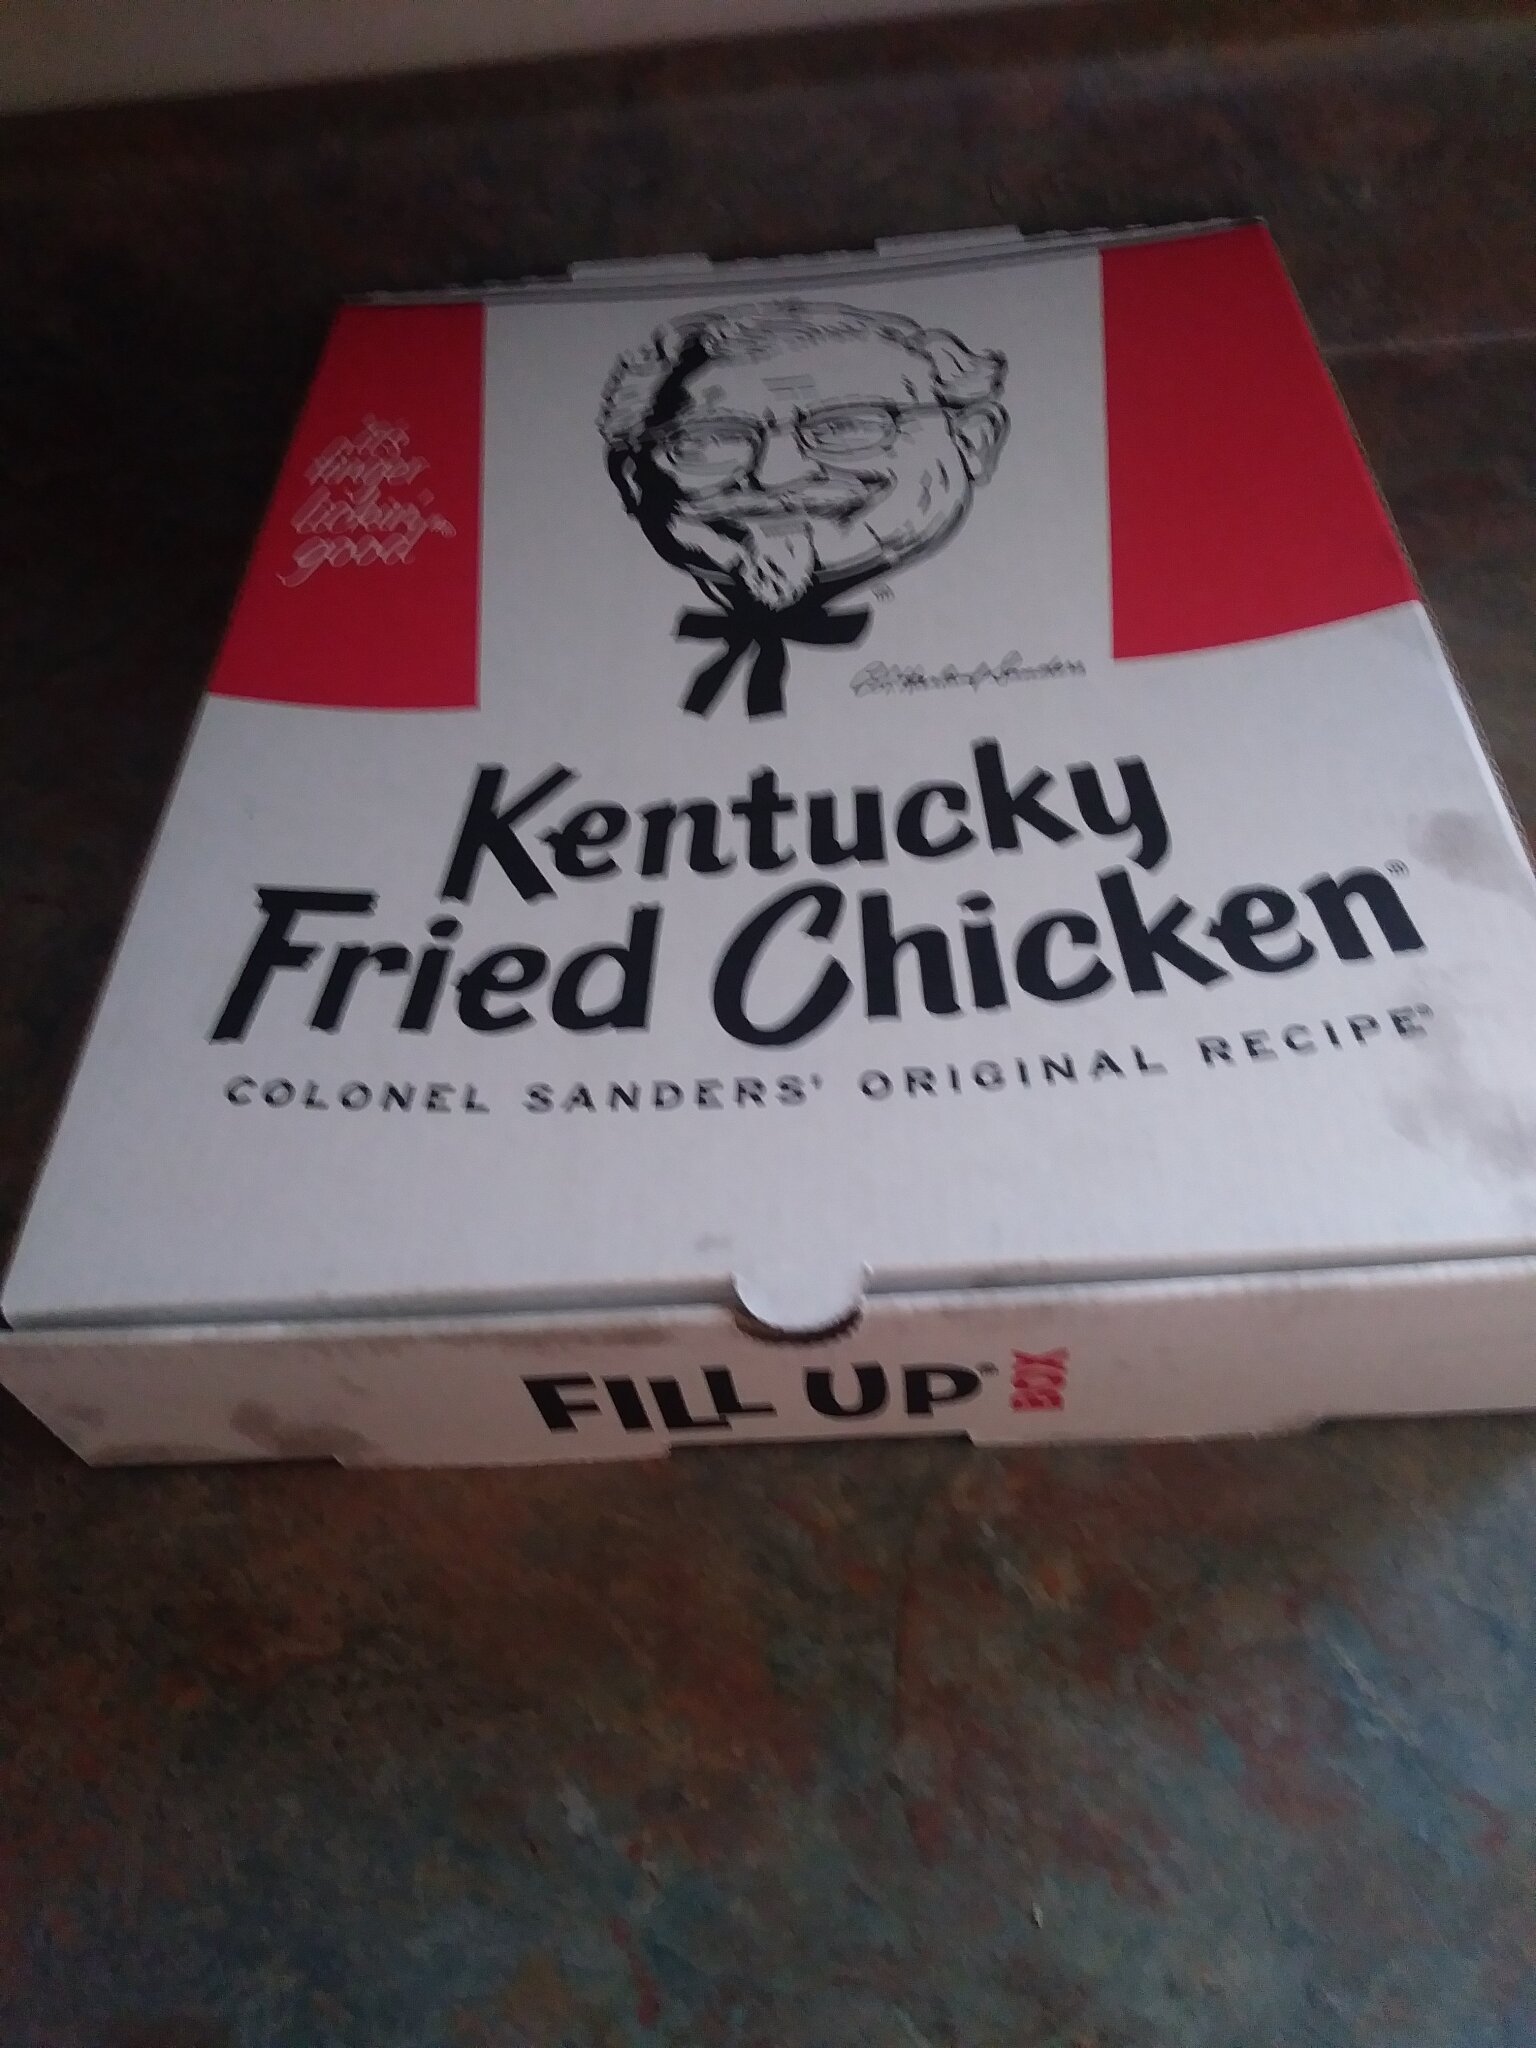 it's
finger
lickin'
good
Kentucky
Fried Chicken®
COLONEL SANDERS' ORIGINAL RECIPE®
FILL UP® BOX